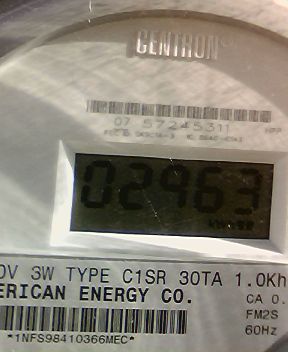 CENTRON
07 57245311
02963
0V 3W TYPE C1SR 30TA 1.0Kh
ERICAN ENERGY CO.
CA 0.
FM2S
60Hz
*1NFS98410366MEC*